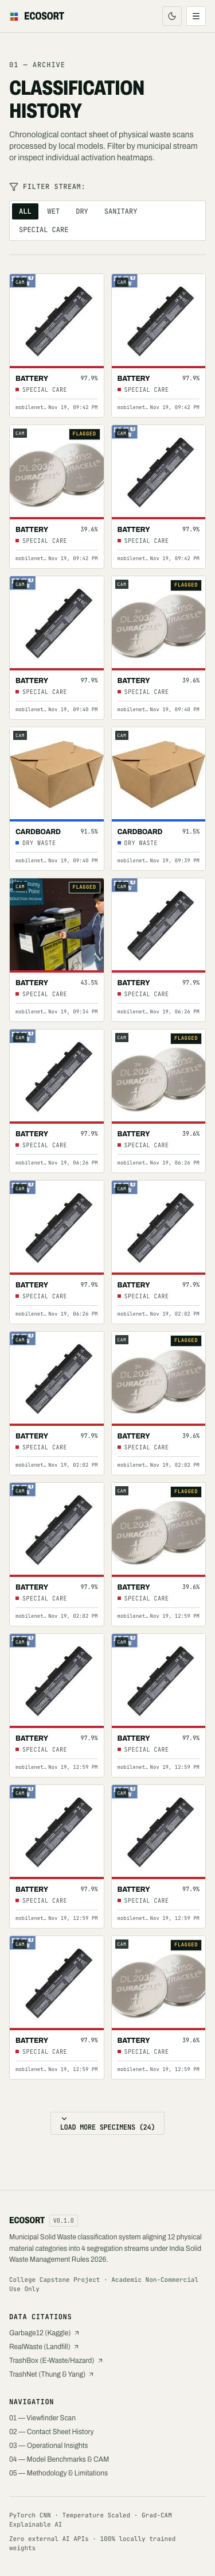 ECOSORT
01 — ARCHIVE
CLASSIFICATION
HISTORY
Chronological contact sheet of physical waste scans
processed by local models. Filter by municipal stream
or inspect individual activation heatmaps.
FILTER STREAM:
ALL WET DRY SANITARY
SPECIAL CARE
CAM CAM
BATTERY 97.9% BATTERY 97.9%
SPECIAL CARE SPECIAL CARE
mobilenet… Nov 19, 09:42 PM mobilenet… Nov 19, 09:42 PM
CAM FLAGGED CAM
DL2032 DURACELL
BATTERY 39.6% BATTERY 97.9%
SPECIAL CARE SPECIAL CARE
mobilenet… Nov 19, 09:42 PM mobilenet… Nov 19, 09:42 PM
CAM CAM FLAGGED
DL2032 DURACELL
BATTERY 97.9% BATTERY 39.6%
SPECIAL CARE SPECIAL CARE
mobilenet… Nov 19, 09:40 PM mobilenet… Nov 19, 09:40 PM
CAM CAM
CARDBOARD 91.5% CARDBOARD 91.5%
DRY WASTE DRY WASTE
mobilenet… Nov 19, 09:40 PM mobilenet… Nov 19, 09:39 PM
CAM FLAGGED CAM
BATTERY 43.5% BATTERY 97.9%
SPECIAL CARE SPECIAL CARE
mobilenet… Nov 19, 09:34 PM mobilenet… Nov 19, 06:26 PM
CAM CAM FLAGGED
DL2032 DURACELL
BATTERY 97.9% BATTERY 39.6%
SPECIAL CARE SPECIAL CARE
mobilenet… Nov 19, 06:26 PM mobilenet… Nov 19, 06:26 PM
CAM CAM
BATTERY 97.9% BATTERY 97.9%
SPECIAL CARE SPECIAL CARE
mobilenet… Nov 19, 06:26 PM mobilenet… Nov 19, 02:02 PM
CAM CAM FLAGGED
DL2032 DURACELL
BATTERY 97.9% BATTERY 39.6%
SPECIAL CARE SPECIAL CARE
mobilenet… Nov 19, 02:02 PM mobilenet… Nov 19, 02:02 PM
CAM CAM FLAGGED
DL2032 DURACELL
BATTERY 97.9% BATTERY 39.6%
SPECIAL CARE SPECIAL CARE
mobilenet… Nov 19, 02:02 PM mobilenet… Nov 19, 12:59 PM
CAM CAM
BATTERY 97.9% BATTERY 97.9%
SPECIAL CARE SPECIAL CARE
mobilenet… Nov 19, 12:59 PM mobilenet… Nov 19, 12:59 PM
CAM CAM
BATTERY 97.9% BATTERY 97.9%
SPECIAL CARE SPECIAL CARE
mobilenet… Nov 19, 12:59 PM mobilenet… Nov 19, 12:59 PM
CAM CAM FLAGGED
DL2032 DURACELL
BATTERY 97.9% BATTERY 39.6%
SPECIAL CARE SPECIAL CARE
mobilenet… Nov 19, 12:59 PM mobilenet… Nov 19, 12:59 PM
LOAD MORE SPECIMENS (24)
ECOSORT V0.1.0
Municipal Solid Waste classification system aligning 12 physical
material categories into 4 segregation streams under India Solid
Waste Management Rules 2026.
College Capstone Project · Academic Non-Commercial
Use Only
DATA CITATIONS
Garbage12 (Kaggle) ↗
RealWaste (Landfill) ↗
TrashBox (E-Waste/Hazard) ↗
TrashNet (Thung & Yang) ↗
NAVIGATION
01 — Viewfinder Scan
02 — Contact Sheet History
03 — Operational Insights
04 — Model Benchmarks & CAM
05 — Methodology & Limitations
PyTorch CNN · Temperature Scaled · Grad-CAM
Explainable AI
Zero external AI APIs · 100% locally trained
weights